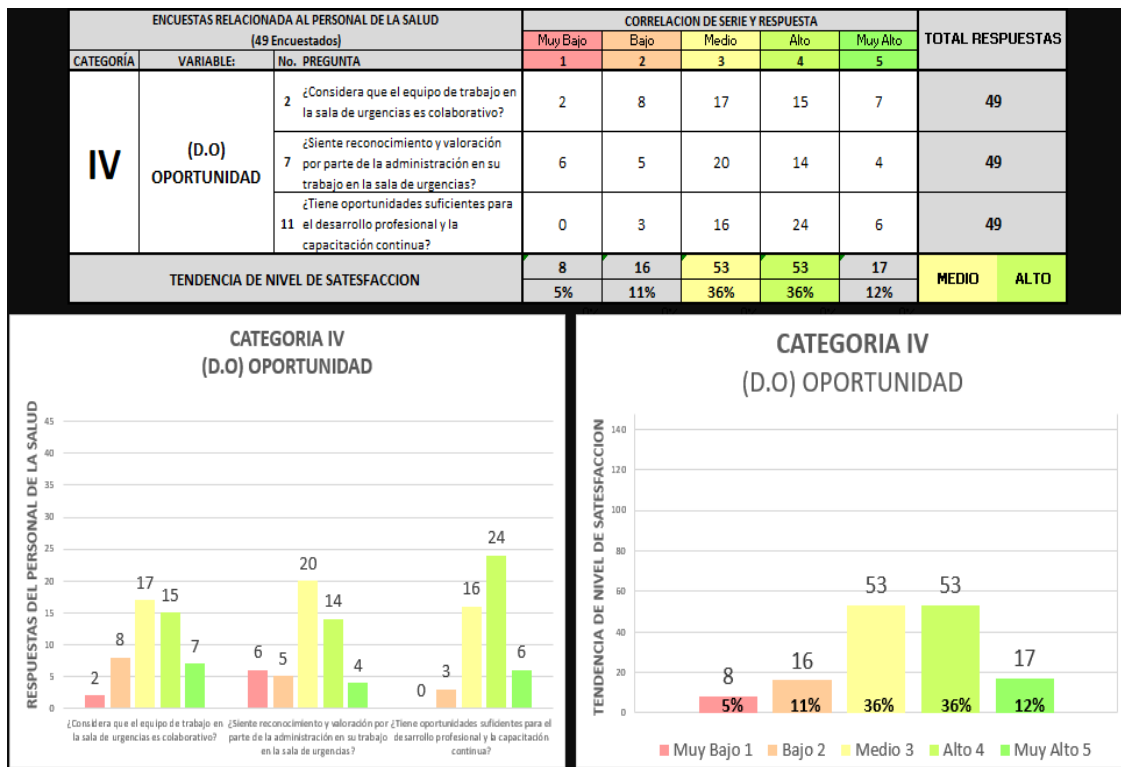 ENCUESTAS RELACIONADA AL PERSONAL DE LA SALUD
(49 Encuestados)
CORRELACION DE SERIE Y RESPUESTA
TOTAL RESPUESTAS
Muy Bajo Bajo Medio Alto Muy Alto
CATEGORÍA VARIABLE: No. PREGUNTA 1 2 3 4 5
IV
(D.O)
OPORTUNIDAD
2 ¿Considera que el equipo de trabajo en
la sala de urgencias es colaborativo?
2 8 17 15 7 49
¿Siente reconocimiento y valoración
7 por parte de la administración en su
trabajo en la sala de urgencias?
6 5 20 14 4 49
¿Tiene oportunidades suficientes para
11 el desarrollo profesional y la
capacitación continua?
0 3 16 24 6 49
TENDENCIA DE NIVEL DE SATESFACCION
8 16 53 53 17
5% 11% 36% 36% 12%
MEDIO ALTO
CATEGORIA IV
(D.O) OPORTUNIDAD
RESPUESTAS DEL PERSONAL DE LA SALUD
45
40
35
30
25
20
15
10
5
0
2 8 17 15 7
6 5 20 14 4
0 3 16 24 6
¿Considera que el equipo de trabajo en
la sala de urgencias es colaborativo?
¿Siente reconocimiento y valoración por
parte de la administración en su trabajo
en la sala de urgencias?
¿Tiene oportunidades suficientes para el
desarrollo profesional y la capacitación
continua?
CATEGORIA IV
(D.O) OPORTUNIDAD
TENDENCIA DE NIVEL DE SATESFACCION
140
120
100
80
60
40
20
0
8 16 53 53 17
5% 11% 36% 36% 12%
Muy Bajo 1 Bajo 2 Medio 3 Alto 4 Muy Alto 5